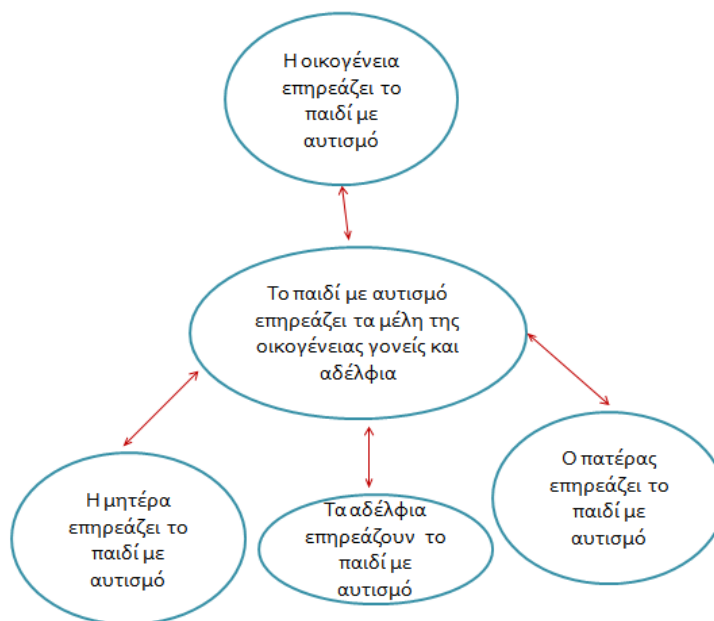 Η οικογένεια
επηρεάζει το
παιδί με
αυτισμό
Το παιδί με αυτισμό
επηρεάζει τα μέλη της
οικογένειας γονείς και
αδέλφια
Η μητέρα
επηρεάζει το
παιδί με
αυτισμό
Τα αδέλφια
επηρεάζουν το
παιδί με
αυτισμό
Ο πατέρας
επηρεάζει το
παιδί με
αυτισμό